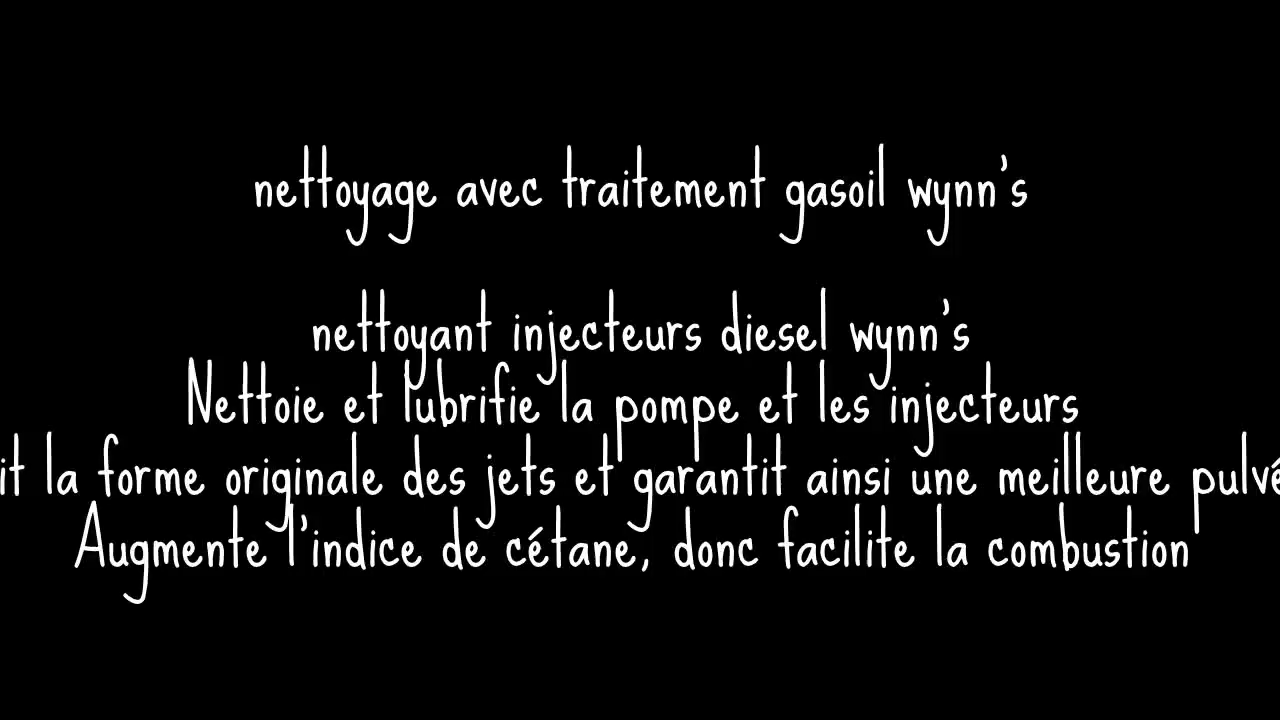 nettoyage avec traitement gasoil wynn's
nettoyant injecteurs diesel wynn's
Nettoie et lubrifie la pompe et les injecteurs
la forme originale des jets et garantit ainsi une meilleure
Augmente l'indice de cétane, donc facilite la combustion